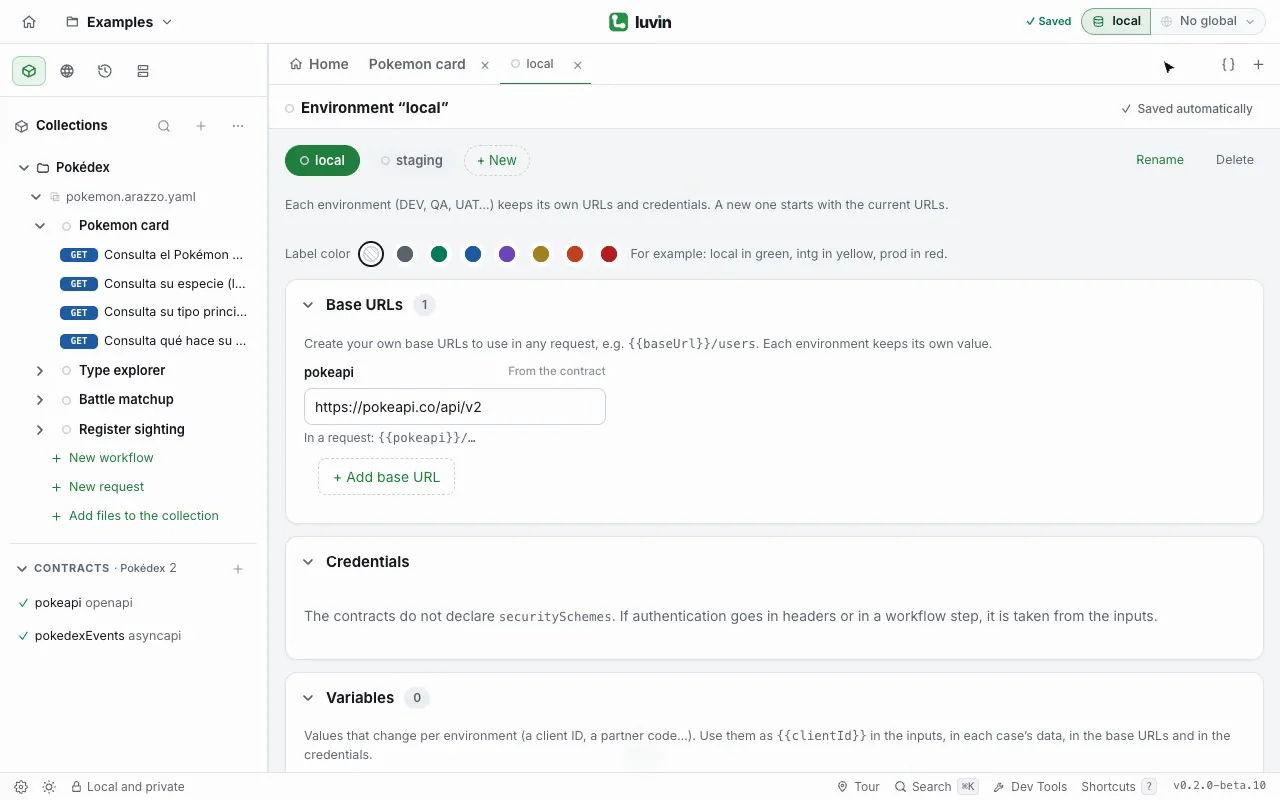 Examples
luvin
Saved
local
No global
Home
Pokemon card
local
{ }
Collections
Environment “local”
Saved automatically
local
staging
+ New
Rename
Delete
Pokédex
pokemon.arazzo.yaml
Pokemon card
GET Consulta el Pokémon ...
GET Consulta su especie (l...
GET Consulta su tipo princi...
GET Consulta qué hace su ...
Type explorer
Battle matchup
Register sighting
+ New workflow
+ New request
+ Add files to the collection
CONTRACTS · Pokédex 2
pokeapi openapi
pokedexEvents asyncapi
Each environment (DEV, QA, UAT...) keeps its own URLs and credentials. A new one starts with the current URLs.
Label color
For example: local in green, intg in yellow, prod in red.
Base URLs 1
Create your own base URLs to use in any request, e.g. {{baseUrl}}/users. Each environment keeps its own value.
pokeapi
From the contract
https://pokeapi.co/api/v2
In a request: {{pokeapi}}/…
+ Add base URL
Credentials
The contracts do not declare securitySchemes. If authentication goes in headers or in a workflow step, it is taken from the inputs.
Variables 0
Values that change per environment (a client ID, a partner code...). Use them as {{clientId}} in the inputs, in each case’s data, in the base URLs and in the
credentials.
Local and private
Tour
Search ⌘K
Dev Tools
Shortcuts ?
v0.2.0-beta.10